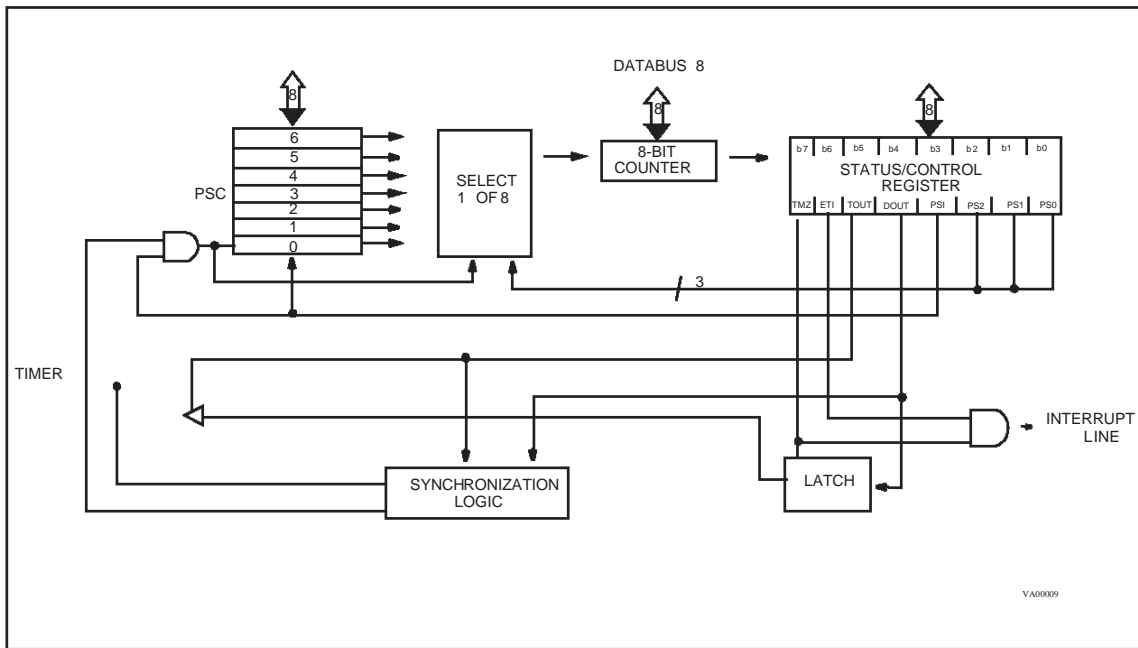 DATABUS 8
8
8
8
6
5
4
3
2
1
0
PSC
SELECT
1 OF 8
8-BIT
COUNTER
b7 b6 b5 b4 b3 b2 b1 b0
STATUS/CONTROL
REGISTER
TMZ ETI TOUT DOUT PSI PS2 PS1 PS0
3
TIMER
INTERRUPT
LINE
SYNCHRONIZATION
LOGIC
LATCH
VA00009